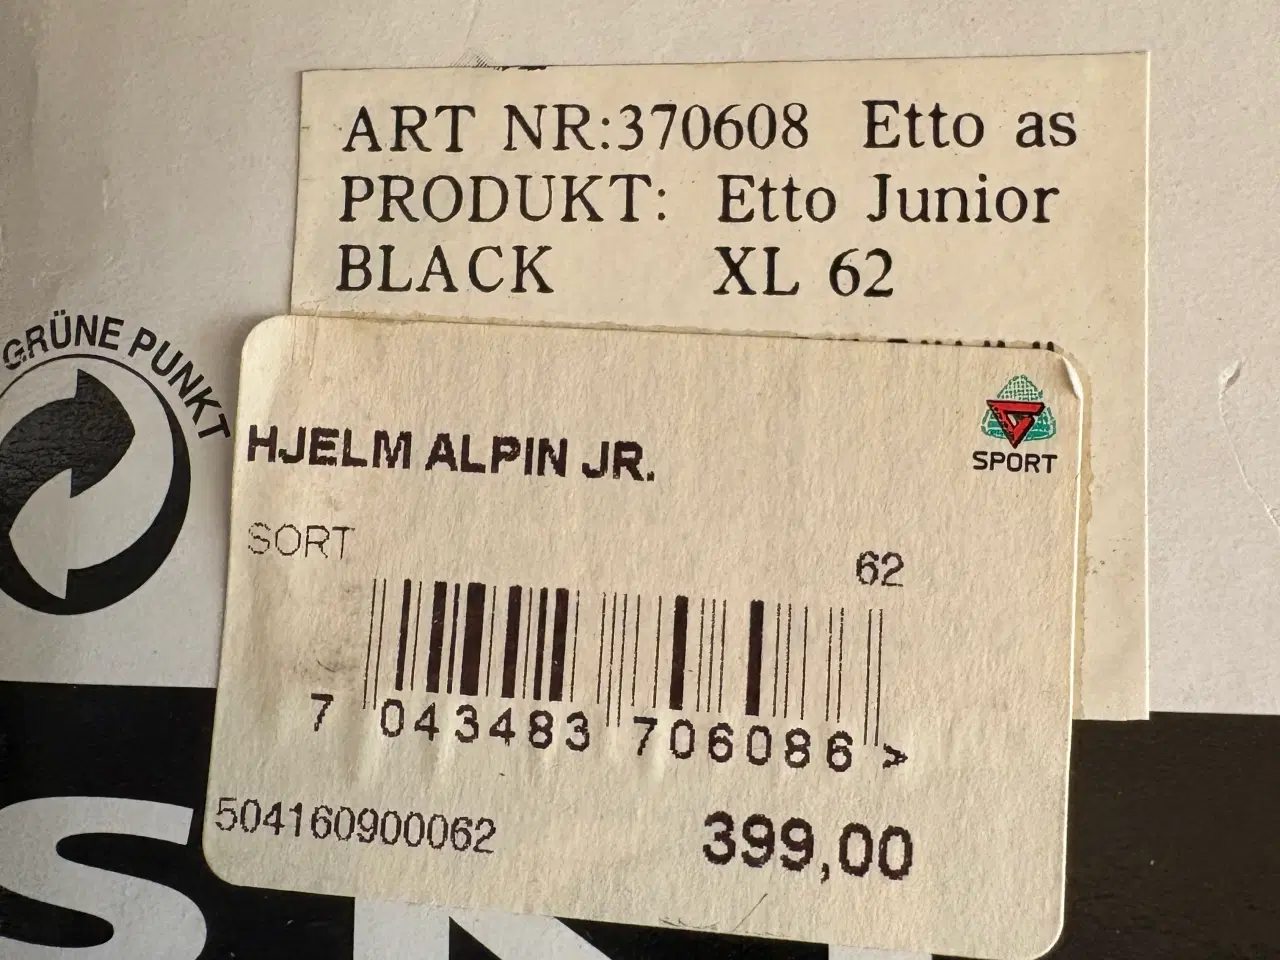 ART NR:370608 Etto as
PRODUKT: Etto Junior
BLACK XL 62
GRÜNE PUNKT
HJELM ALPIN JR.
SPORT
SORT
62
7 043483 706086 >
504160900062
399,00